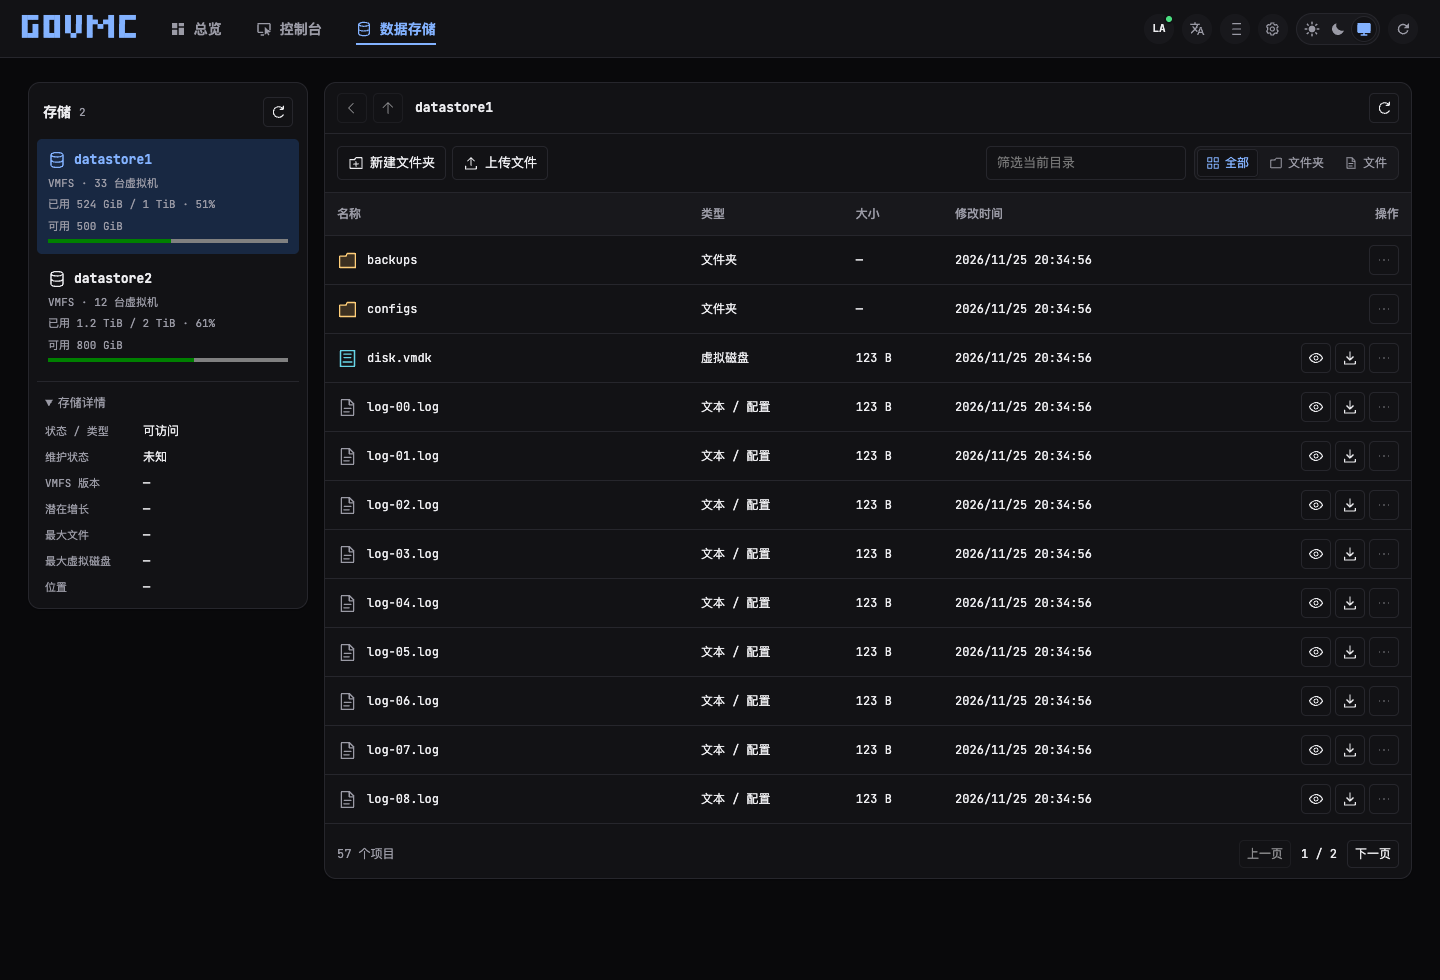 GOVMC
总览
控制台
数据存储
LA
存储 2
datastore1
VMFS · 33 台虚拟机
已用 524 GiB / 1 TiB · 51%
可用 500 GiB
datastore2
VMFS · 12 台虚拟机
已用 1.2 TiB / 2 TiB · 61%
可用 800 GiB
▼ 存储详情
状态 / 类型 可访问
维护状态 未知
VMFS 版本 —
潜在增长 —
最大文件 —
最大虚拟磁盘 —
位置 —
datastore1
新建文件夹 上传文件 筛选当前目录 全部 文件夹 文件
名称 类型 大小 修改时间 操作
backups 文件夹 — 2026/11/25 20:34:56
configs 文件夹 — 2026/11/25 20:34:56
disk.vmdk 虚拟磁盘 123 B 2026/11/25 20:34:56
log-00.log 文本 / 配置 123 B 2026/11/25 20:34:56
log-01.log 文本 / 配置 123 B 2026/11/25 20:34:56
log-02.log 文本 / 配置 123 B 2026/11/25 20:34:56
log-03.log 文本 / 配置 123 B 2026/11/25 20:34:56
log-04.log 文本 / 配置 123 B 2026/11/25 20:34:56
log-05.log 文本 / 配置 123 B 2026/11/25 20:34:56
log-06.log 文本 / 配置 123 B 2026/11/25 20:34:56
log-07.log 文本 / 配置 123 B 2026/11/25 20:34:56
log-08.log 文本 / 配置 123 B 2026/11/25 20:34:56
57 个项目 上一页 1 / 2 下一页